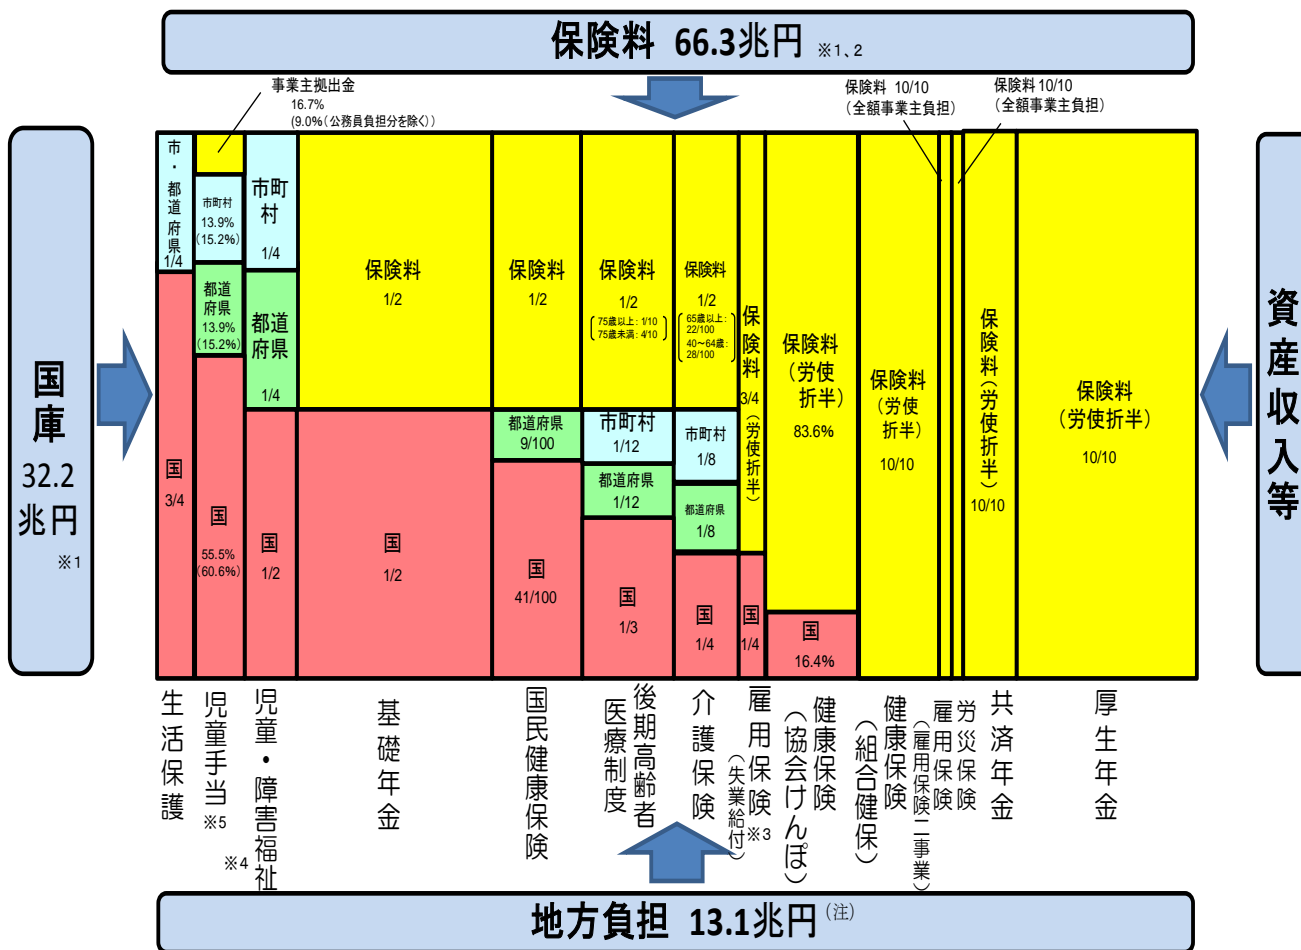 保険料 66.3兆円 ※1、2
事業主拠出金
16.7%
(9.0%(公務員負担分を除く))
保険料 10/10
(全額事業主負担)
保険料 10/10
(全額事業主負担)
国庫
32.2
兆円
※1
資産収入等
市・都道府県
1/4
国
3/4
市町村
13.9%
(15.2%)
都道
府県
13.9%
(15.2%)
国
55.5%
(60.6%)
市町
村
1/4
都道
府県
1/4
国
1/2
保険料
1/2
国
1/2
保険料
1/2
都道府県
9/100
国
41/100
保険料
1/2
75歳以上:1/10
75歳未満:4/10
市町村
1/12
都道府県
1/12
国
1/3
保険料
1/2
65歳以上:
22/100
40~64歳:
28/100
市町村
1/8
都道府県
1/8
国
1/4
保険料
3/4
(労使折半)
国
1/4
保険料
(労使
折半)
83.6%
国
16.4%
保険料
(労使
折半)
10/10
保険料(労使折半)
10/10
保険料
(労使折半)
10/10
生活保護
児童手当
※5
児童・障害福祉
※4
基礎年金
国民健康保険
後期高齢者
医療制度
介護保険
雇用保険
(失業給付)
※3
健康保険
(協会けんぽ)
健康保険
(組合健保)
雇用保険
(雇用保険二事業)
労災保険
共済年金
厚生年金
地方負担 13.1兆円(注)